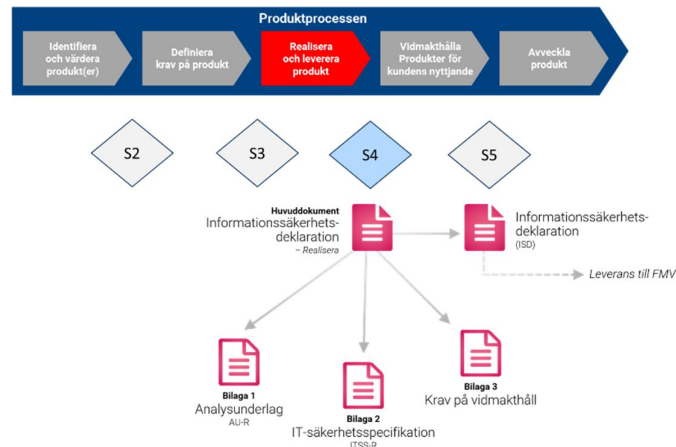 Produktprocessen
Identifiera
och värdera
produkt(er)
Definiera
krav på produkt
Realisera
och leverera
produkt
Vidmakthålla
Produkter för
kundens nyttjande
Avveckla
produkt
S2
S3
S4
S5
Huvuddokument
Informationssäkerhets-
deklaration
– Realisera
Informationssäkerhets-
deklaration
(ISD)
Leverans till FMV
Bilaga 1
Analysunderlag
AU-R
Bilaga 2
IT-säkerhetsspecifikation
ITSS-R
Bilaga 3
Krav på vidmakthåll